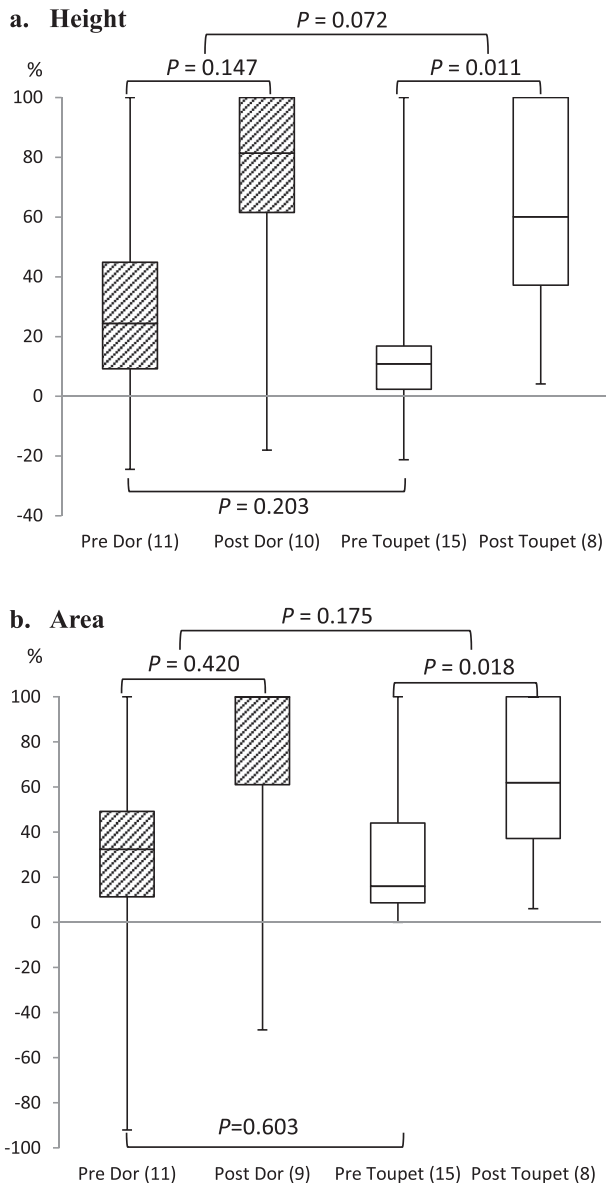 a. Height
P = 0.072
%
P = 0.147
P = 0.011
100
80
60
40
20
0
-20
-40
P = 0.203
Pre Dor (11) Post Dor (10) Pre Toupet (15) Post Toupet (8)
b. Area
P = 0.175
%
P = 0.420
P = 0.018
100
80
60
40
20
0
-20
-40
-60
-80
-100
P=0.603
Pre Dor (11) Post Dor (9) Pre Toupet (15) Post Toupet (8)